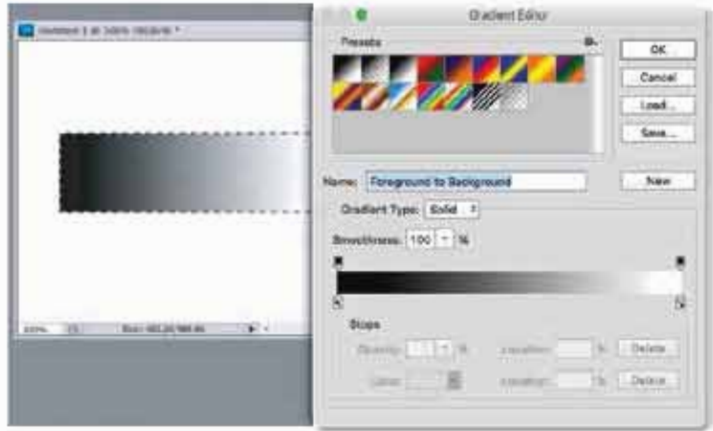 Gradient Editor
Presets
OK
Cancel
Load...
Save...
Name: Foreground to Background
New
Gradient Type: Solid
Smoothness: 100 %
Stops
Opacity: % Location: % Delete
Color: Location: % Delete